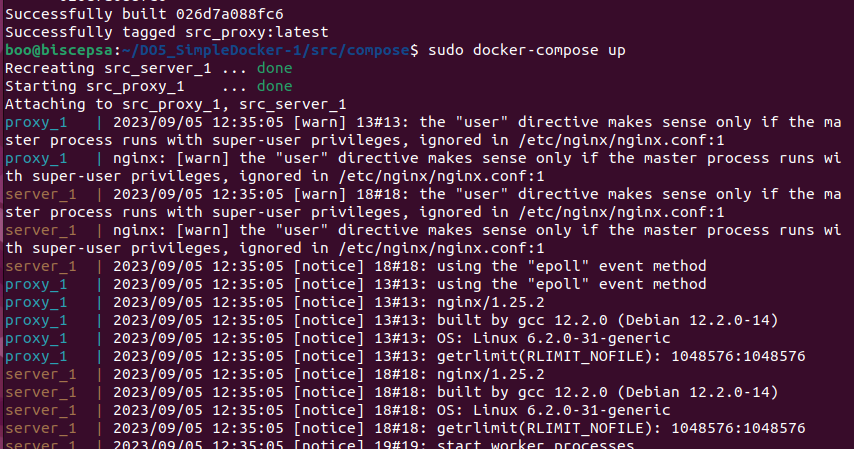 Successfully built 026d7a088fc6
Successfully tagged src_proxy:latest
boo@biscepsa:~/DO5_SimpleDocker-1/src/compose$ sudo docker-compose up
Recreating src_server_1 ... done
Starting src_proxy_1    ... done
Attaching to src_proxy_1, src_server_1
proxy_1   | 2023/09/05 12:35:05 [warn] 13#13: the "user" directive makes sense only if the ma
ster process runs with super-user privileges, ignored in /etc/nginx/nginx.conf:1
proxy_1   | nginx: [warn] the "user" directive makes sense only if the master process runs wi
th super-user privileges, ignored in /etc/nginx/nginx.conf:1
server_1  | 2023/09/05 12:35:05 [warn] 18#18: the "user" directive makes sense only if the ma
ster process runs with super-user privileges, ignored in /etc/nginx/nginx.conf:1
server_1  | nginx: [warn] the "user" directive makes sense only if the master process runs wi
th super-user privileges, ignored in /etc/nginx/nginx.conf:1
server_1  | 2023/09/05 12:35:05 [notice] 18#18: using the "epoll" event method
proxy_1   | 2023/09/05 12:35:05 [notice] 13#13: using the "epoll" event method
proxy_1   | 2023/09/05 12:35:05 [notice] 13#13: nginx/1.25.2
proxy_1   | 2023/09/05 12:35:05 [notice] 13#13: built by gcc 12.2.0 (Debian 12.2.0-14)
proxy_1   | 2023/09/05 12:35:05 [notice] 13#13: OS: Linux 6.2.0-31-generic
proxy_1   | 2023/09/05 12:35:05 [notice] 13#13: getrlimit(RLIMIT_NOFILE): 1048576:1048576
server_1  | 2023/09/05 12:35:05 [notice] 18#18: nginx/1.25.2
server_1  | 2023/09/05 12:35:05 [notice] 18#18: built by gcc 12.2.0 (Debian 12.2.0-14)
server_1  | 2023/09/05 12:35:05 [notice] 18#18: OS: Linux 6.2.0-31-generic
server_1  | 2023/09/05 12:35:05 [notice] 18#18: getrlimit(RLIMIT_NOFILE): 1048576:1048576
server_1  | 2023/09/05 12:35:05 [notice] 19#19: start worker processes